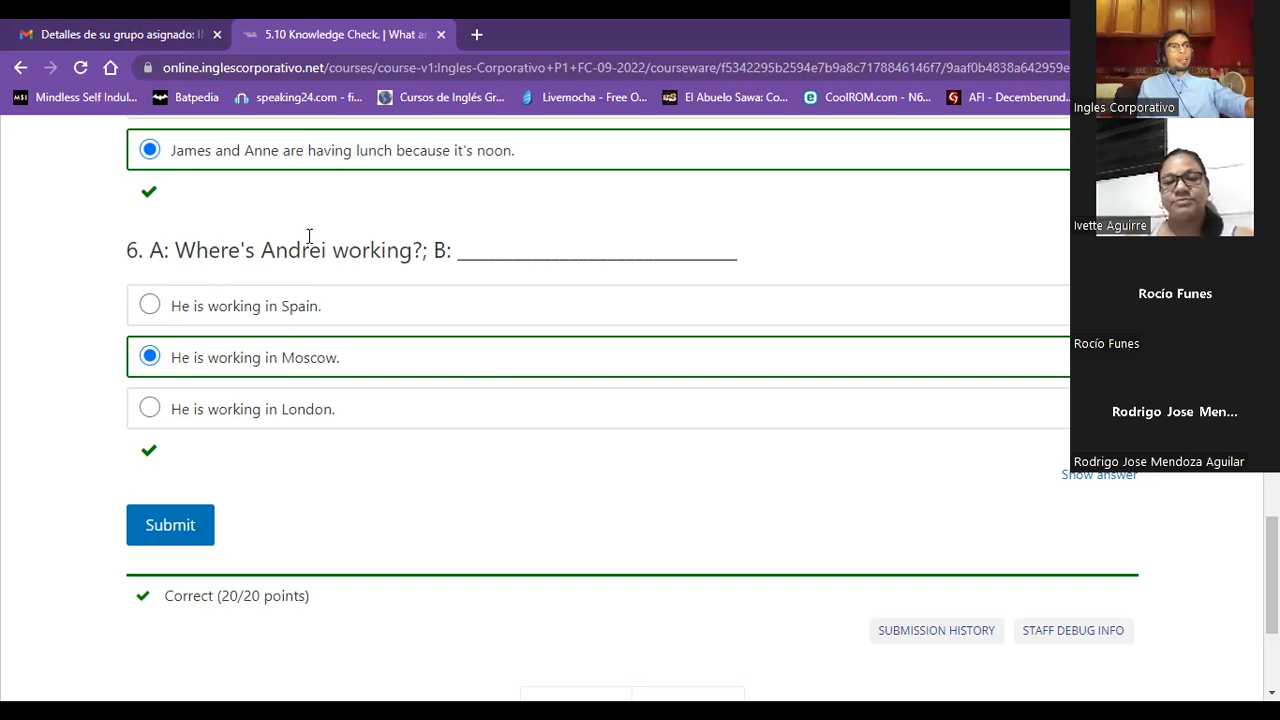 Detalles de su grupo asignado: I
5.10 Knowledge Check. | What a
online.inglescorporativo.net/courses/course-v1:Ingles-Corporativo+P1+FC-09-2022/courseware/f5342295b2594e7b9a8c7178846146f7/9aaf0b4838a642959e
Mindless Self Indul...
Batpedia
speaking24.com - fi...
Cursos de Inglés Gr...
Livemocha - Free O...
El Abuelo Sawa: Co...
CoolROM.com - N6...
AFI - Decemberund...
Ingles Corporativo
James and Anne are having lunch because it's noon.
Ivette Aguirre
6. A: Where's Andrei working?; B: ____________________________
Rocío Funes
He is working in Spain.
Rocío Funes
He is working in Moscow.
He is working in London.
Rodrigo Jose Men...
Rodrigo Jose Mendoza Aguilar
Show answer
Submit
Correct (20/20 points)
SUBMISSION HISTORY
STAFF DEBUG INFO